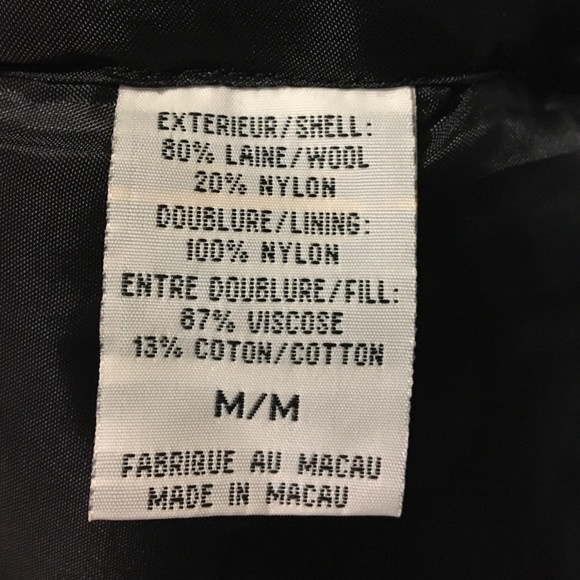 EXTERIEUR/SHELL:
80% LAINE/WOOL
20% NYLON
DOUBLURE/LINING:
100% NYLON
ENTRE DOUBLURE/FILL:
87% VISCOSE
13% COTON/COTTON
M/M
FABRIQUE AU MACAU
MADE IN MACAU